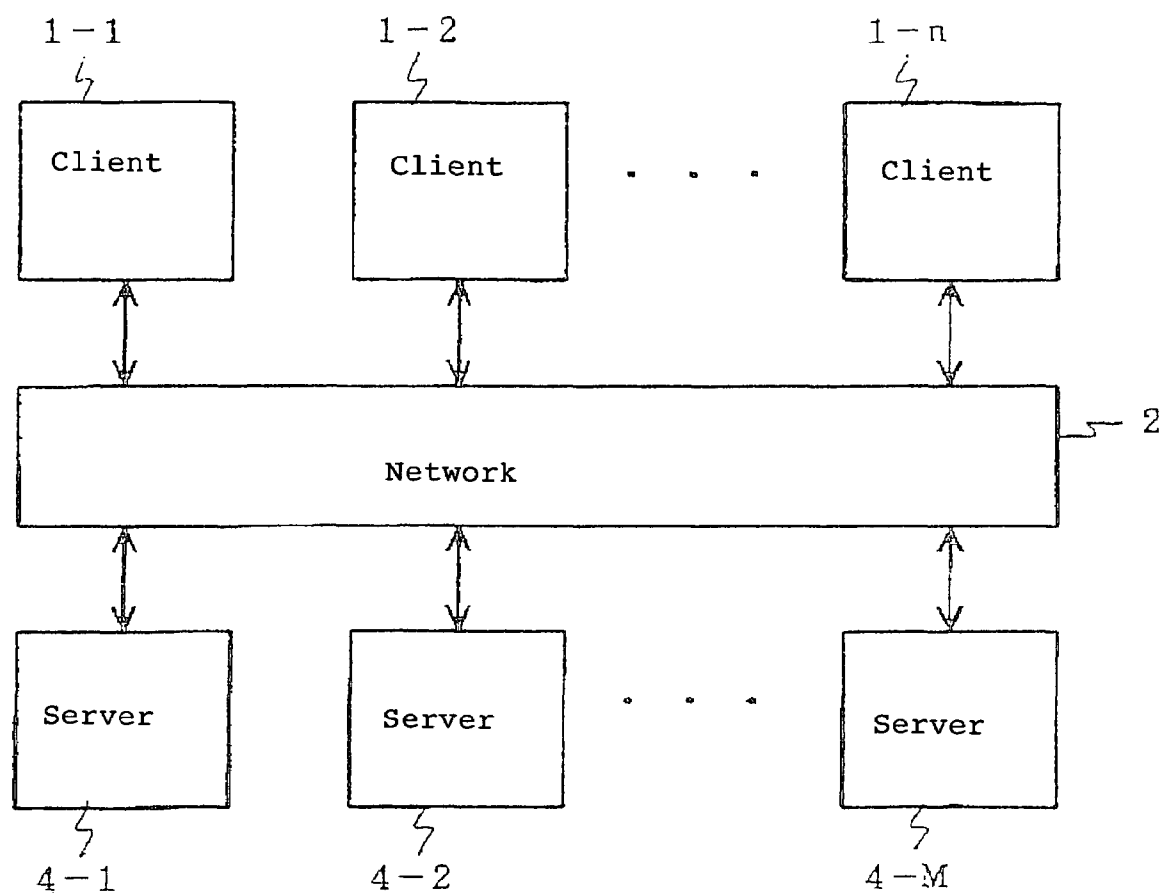 1-1 1-2 1-n
Client Client . . . Client
2
Network
Server Server . . . Server
4-1 4-2 4-M